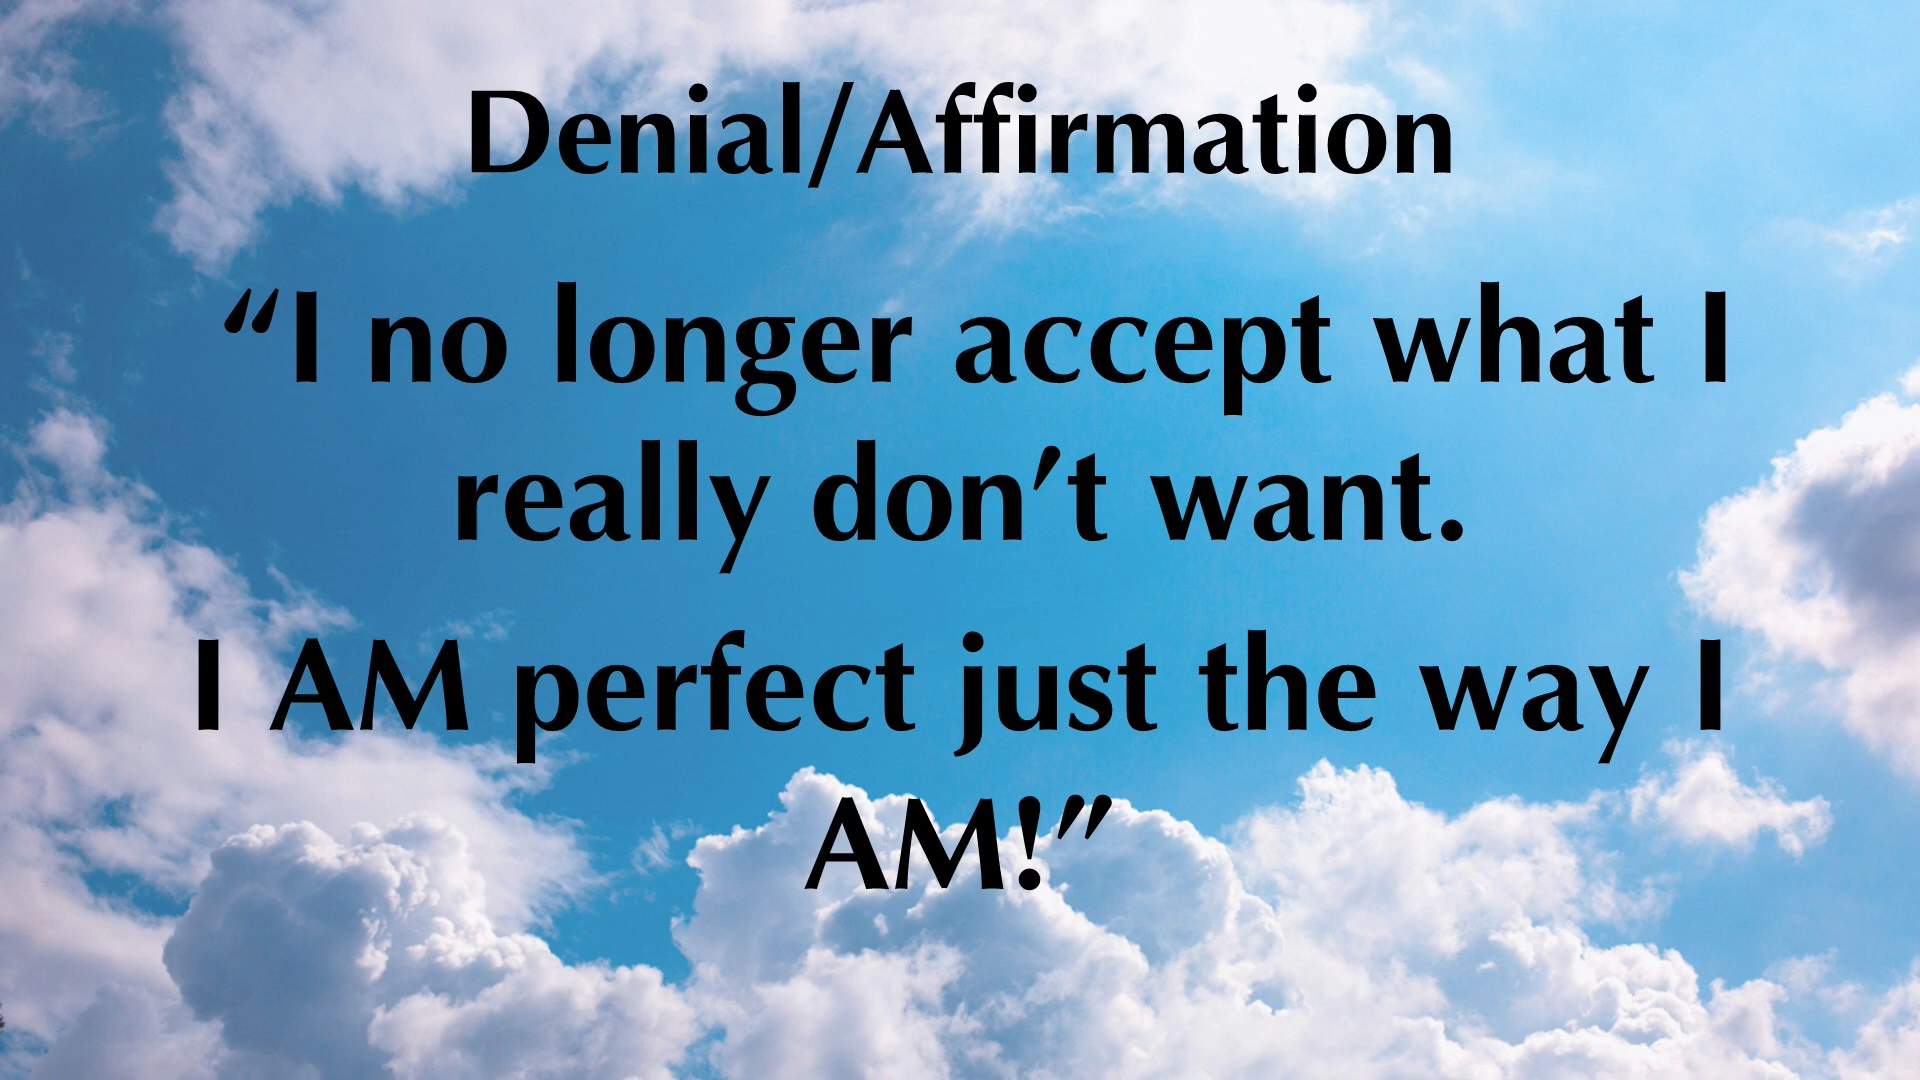 Denial/Affirmation
“I no longer accept what I
really don’t want.
I AM perfect just the way I
AM!”